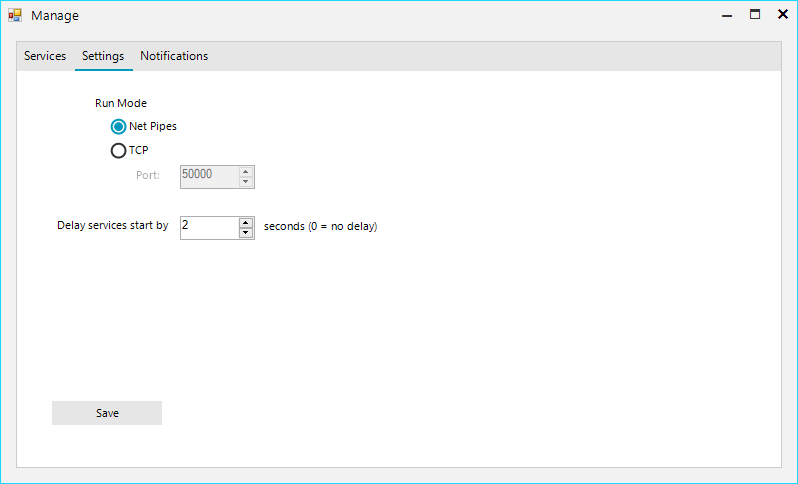 Manage
Services Settings Notifications
Run Mode
Net Pipes
TCP
Port: 50000
Delay services start by 2 seconds (0 = no delay)
Save